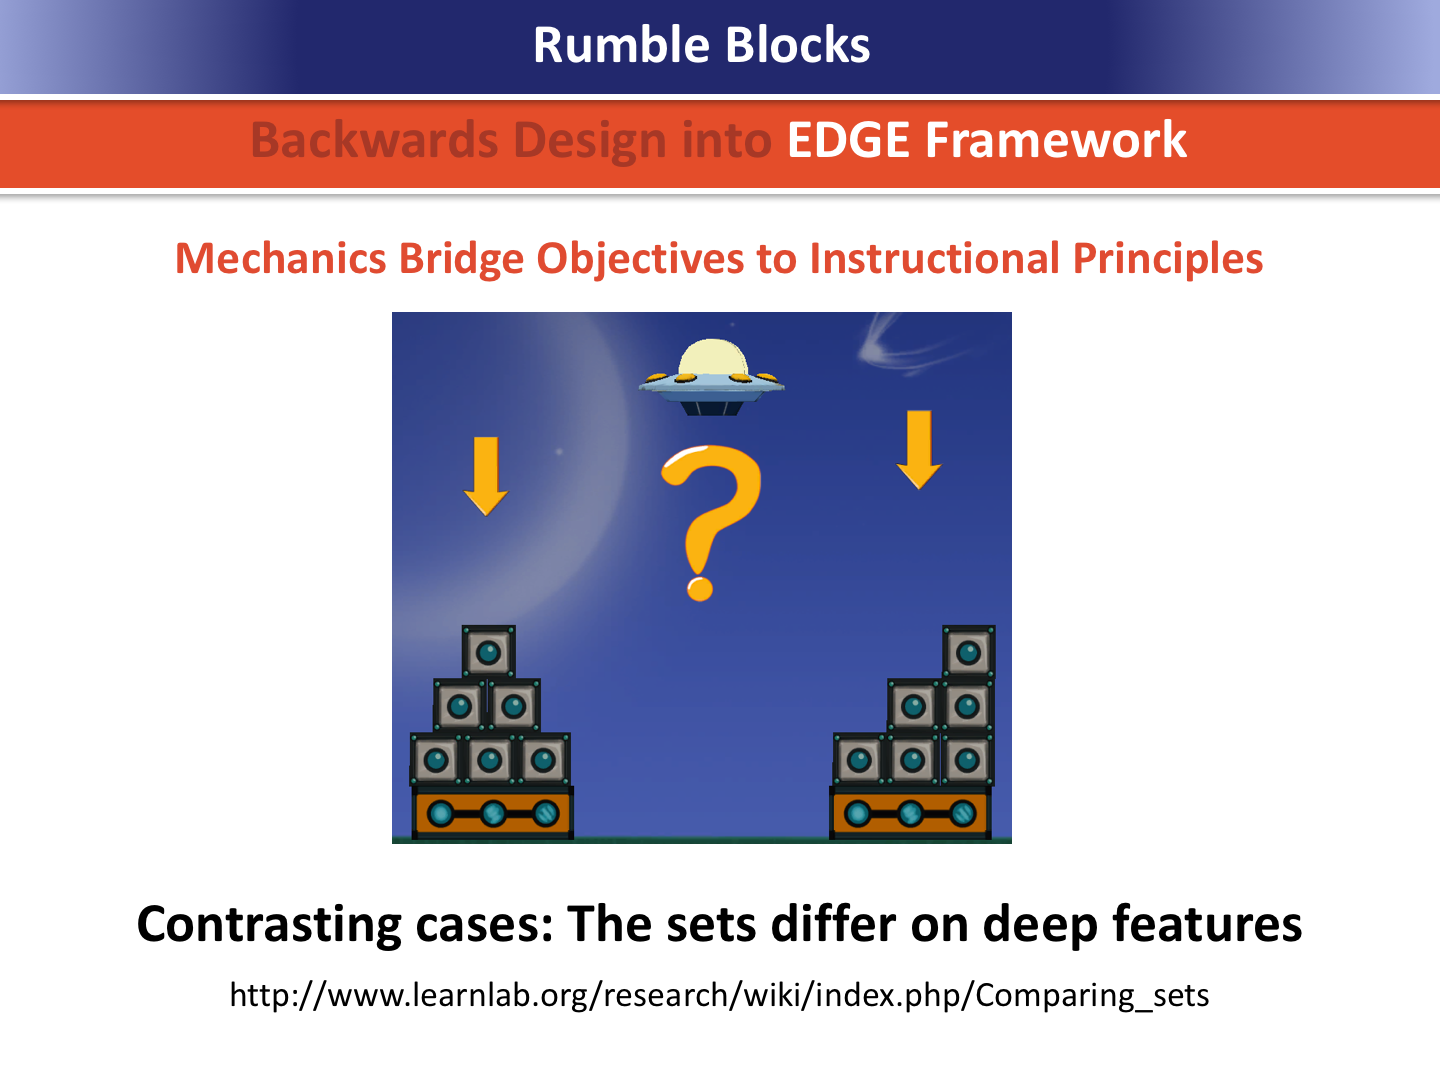 Rumble Blocks
Backwards Design into EDGE Framework
Mechanics Bridge Objectives to Instructional Principles
?
Contrasting cases: The sets differ on deep features
http://www.learnlab.org/research/wiki/index.php/Comparing_sets